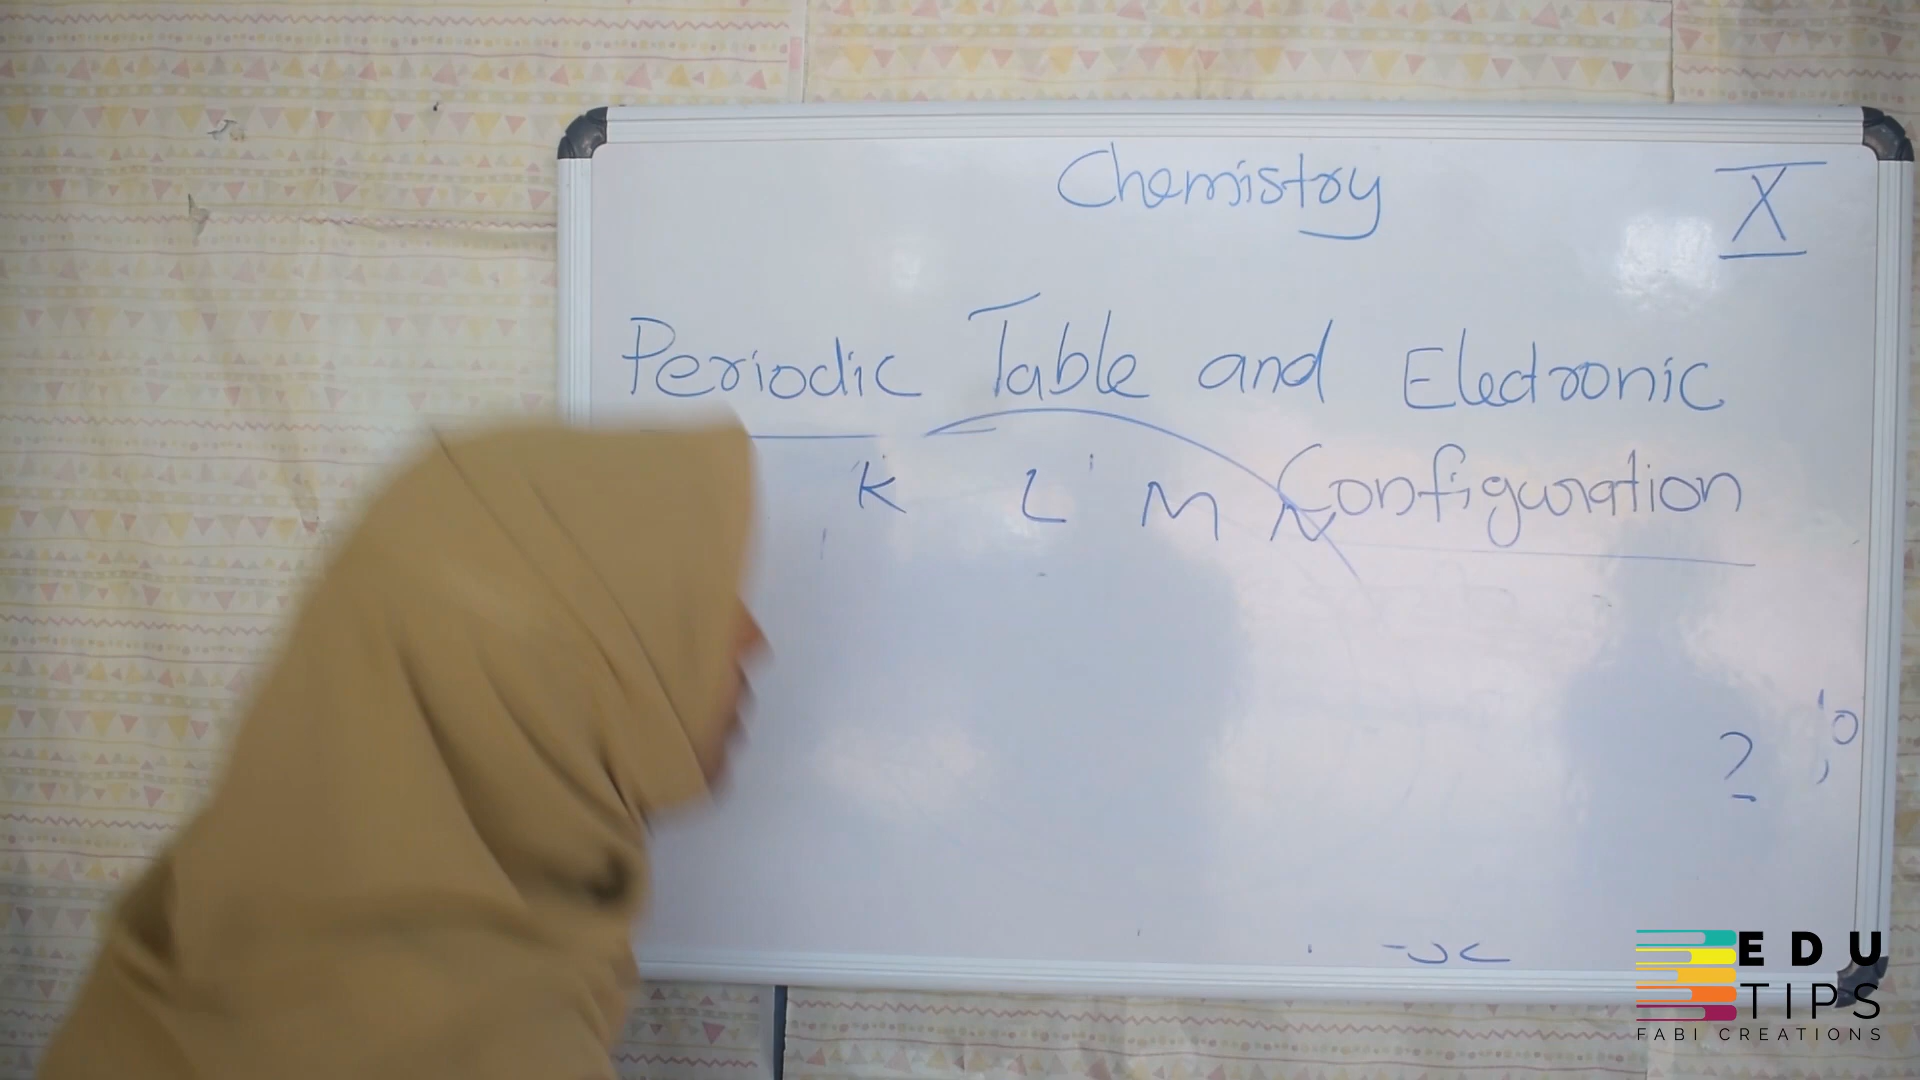 Chemistry
X
Periodic Table and Electronic
Configuration
K L M N
?
EDU
TIPS
FABI CREATIONS